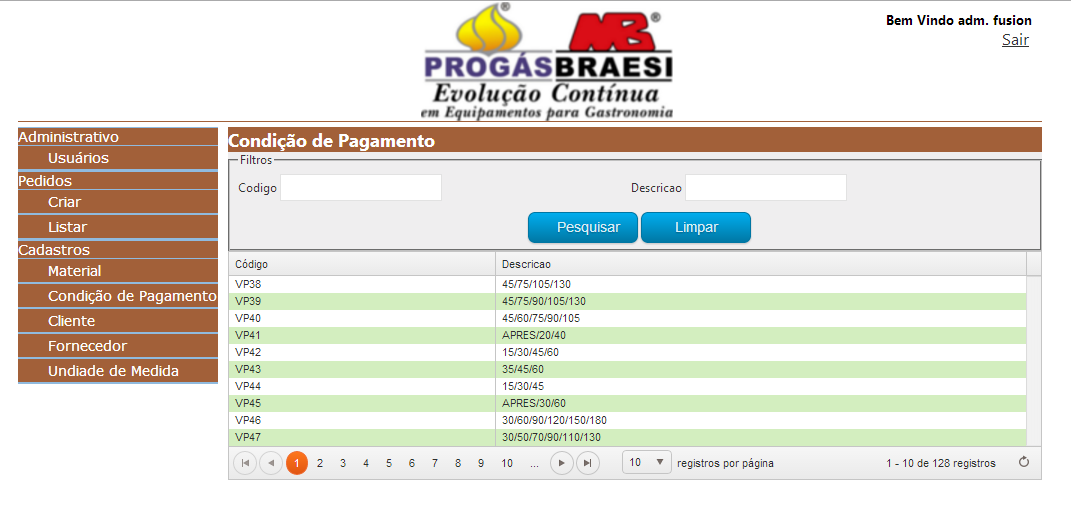 PROGÁS BRAESI
MB
Evolução Contínua
em Equipamentos para Gastronomia
Bem Vindo adm. fusion
Sair
Administrativo
Usuários
Pedidos
Criar
Listar
Cadastros
Material
Condição de Pagamento
Cliente
Fornecedor
Undiade de Medida
Condição de Pagamento
Filtros
Codigo
Descricao
Pesquisar Limpar
Código Descricao
VP38 45/75/105/130
VP39 45/75/90/105/130
VP40 45/60/75/90/105
VP41 APRES/20/40
VP42 15/30/45/60
VP43 35/45/60
VP44 15/30/45
VP45 APRES/30/60
VP46 30/60/90/120/150/180
VP47 30/50/70/90/110/130
1 2 3 4 5 6 7 8 9 10 ... 10 registros por página 1 - 10 de 128 registros